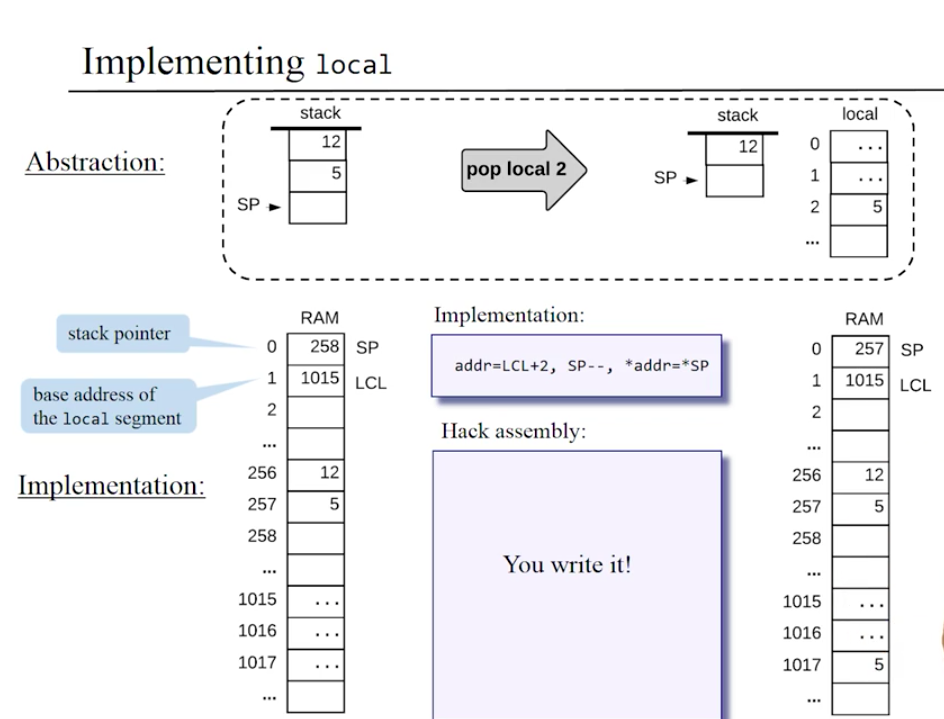 Implementing local
Abstraction:
stack
12
5
SP
pop local 2
stack
12
SP
local
0 ...
1 ...
2 5
...
stack pointer
base address of
the local segment
Implementation:
RAM
0 258 SP
1 1015 LCL
2
...
256 12
257 5
258
...
1015 ...
1016 ...
1017 ...
...
Implementation:
addr=LCL+2, SP--, *addr=*SP
Hack assembly:
You write it!
RAM
0 257 SP
1 1015 LCL
2
...
256 12
257 5
258
...
1015 ...
1016 ...
1017 5
...